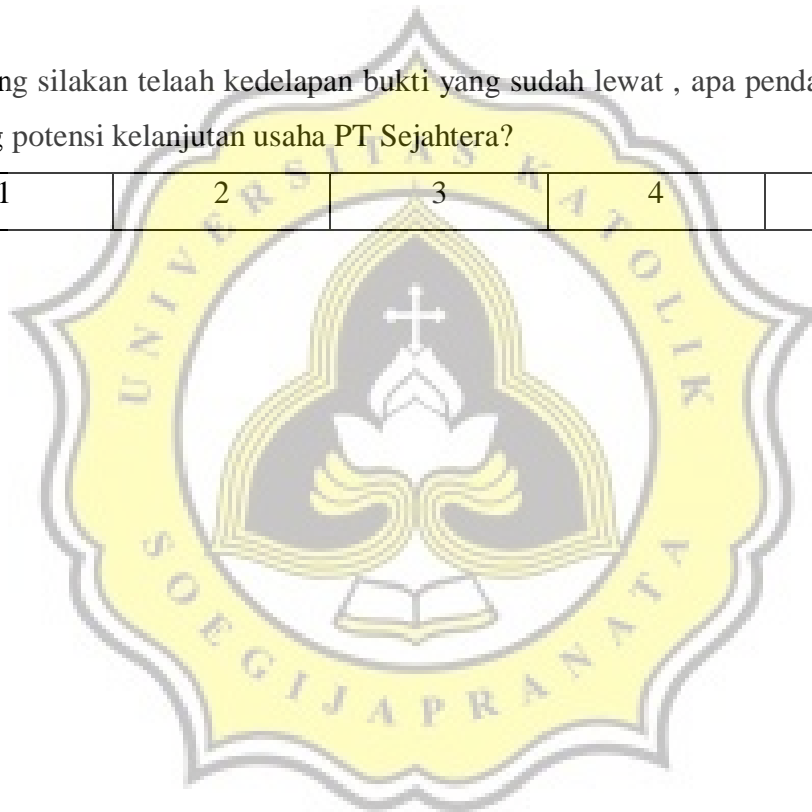 ng silakan telaah kedelapan bukti yang sudah lewat , apa penda
g potensi kelanjutan usaha PT Sejahtera?
1 2 3 4
UNIVERSITAS KATOLIK
SOEGIJAPRANATA